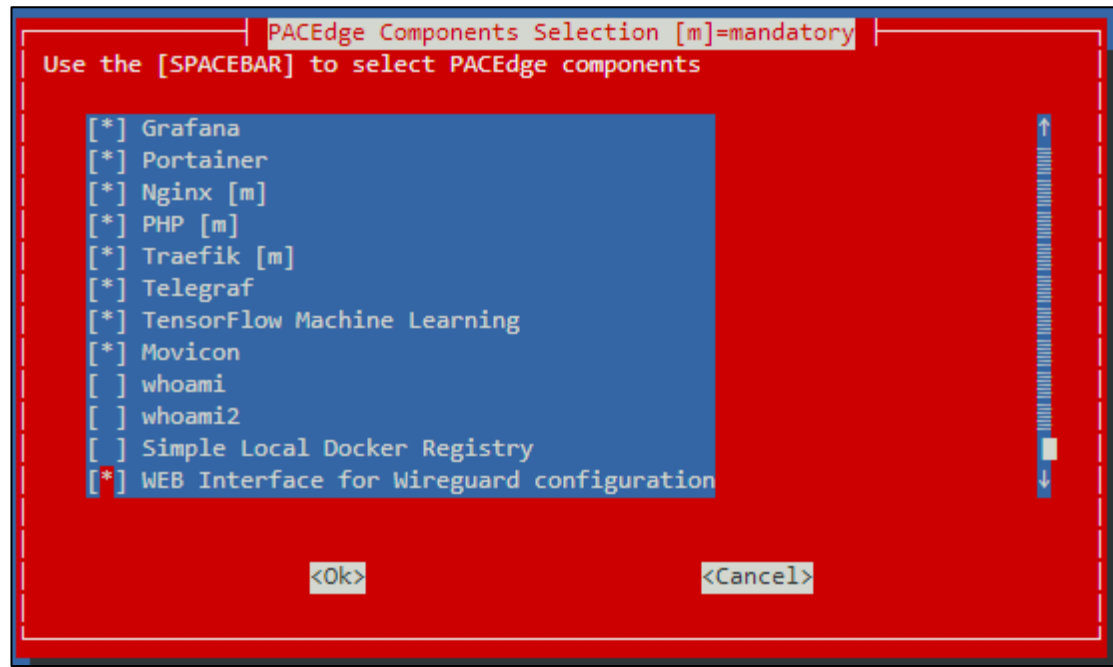 PACEdge Components Selection [m]=mandatory
Use the [SPACEBAR] to select PACEdge components
[*] Grafana
[*] Portainer
[*] Nginx [m]
[*] PHP [m]
[*] Traefik [m]
[*] Telegraf
[*] TensorFlow Machine Learning
[*] Movicon
[ ] whoami
[ ] whoami2
[ ] Simple Local Docker Registry
[*] WEB Interface for Wireguard configuration
<Ok> <Cancel>